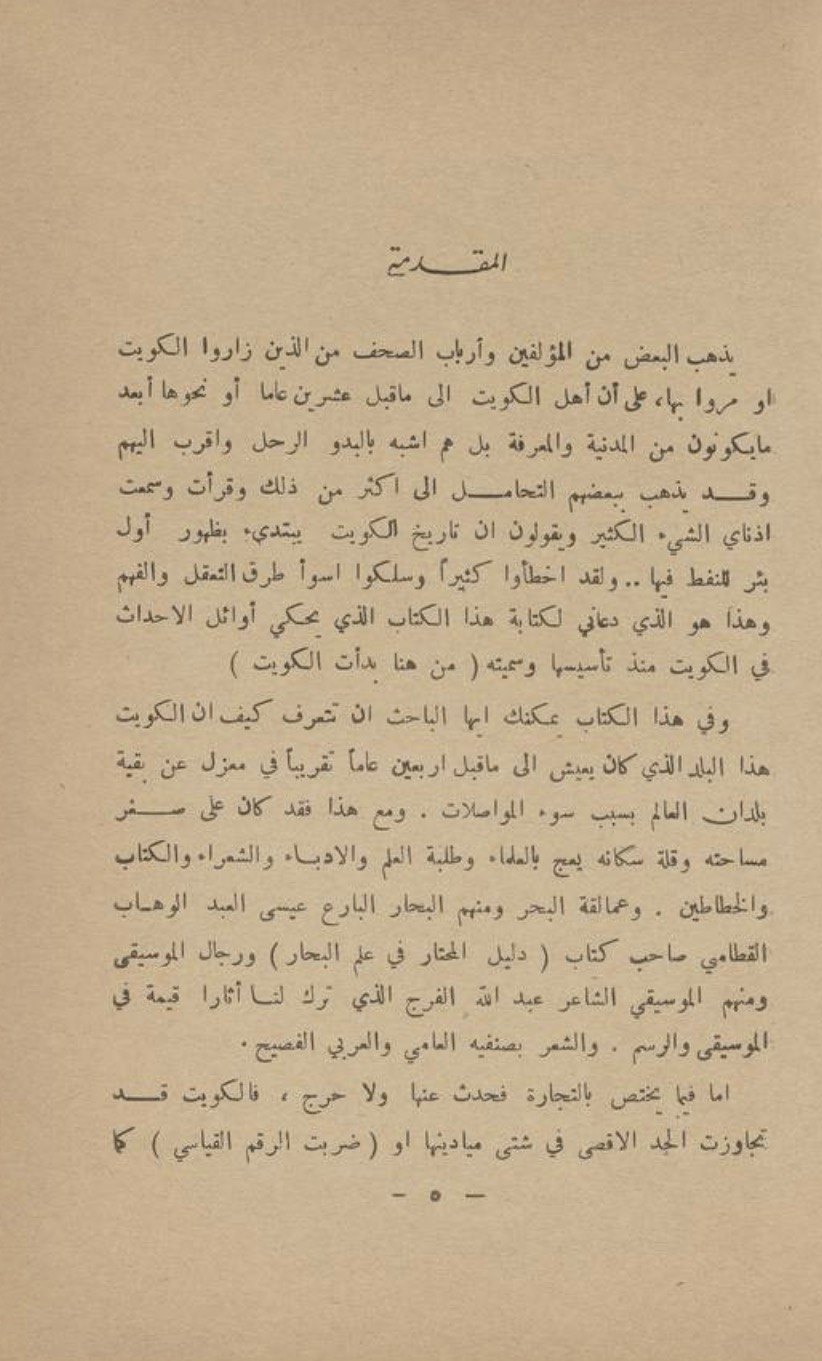 المقدمة
يذهب البعض من المؤلفين وأرباب الصحف من الذين زاروا الكويت
او مروا بها، على أن أهل الكويت الى ماقبل عشرين عاما أو نحوها أبعد
مايكونون من المدنية والمعرفة بل هم اشبه بالبدو الرحل واقرب اليهم
وقد يذهب ببعضهم التحامل الى اكثر من ذلك وقرأت وسمعت
اذناي الشيء الكثير ويقولون ان تاريخ الكويت يبتديء بظهور أول
بئر للنفط فيها .. ولقد اخطأوا كثيراً وسلكوا اسوأ طرق التعقل والفهم
وهذا هو الذي دعاني لكتابة هذا الكتاب الذي يحكي أوائل الاحداث
في الكويت منذ تأسيسها وسميته ( من هنا بدأت الكويت )
وفي هذا الكتاب يمكنك ايها الباحث ان تتعرف كيف ان الكويت
هذا البلد الذي كان يعيش الى ماقبل اربعين عاماً تقريباً في معزل عن بقية
بلدان العالم بسبب سوء المواصلات . ومع هذا فقد كان على صغر
مساحته وقلة سكانه يعج بالعلماء وطلبة العلم والادباء والشعراء والكتاب
والخطاطين . وعمالقة البحر ومنهم البحار البارع عيسى العبد الوهاب
القطامي صاحب كتاب ( دليل المحتار في علم البحار ) ورجال الموسيقى
ومنهم الموسيقي الشاعر عبد الله الفرج الذي ترك لنا أثارا قيمة في
الموسيقى والرسم . والشعر بصنفيه العامي والعربي الفصيح .
اما فيما يختص بالتجارة فحدث عنها ولا حرج ، فالكويت قد
تجاوزت الحد الاقصى في شتى ميادينها او ( ضربت الرقم القياسي ) كما
— ٥ —